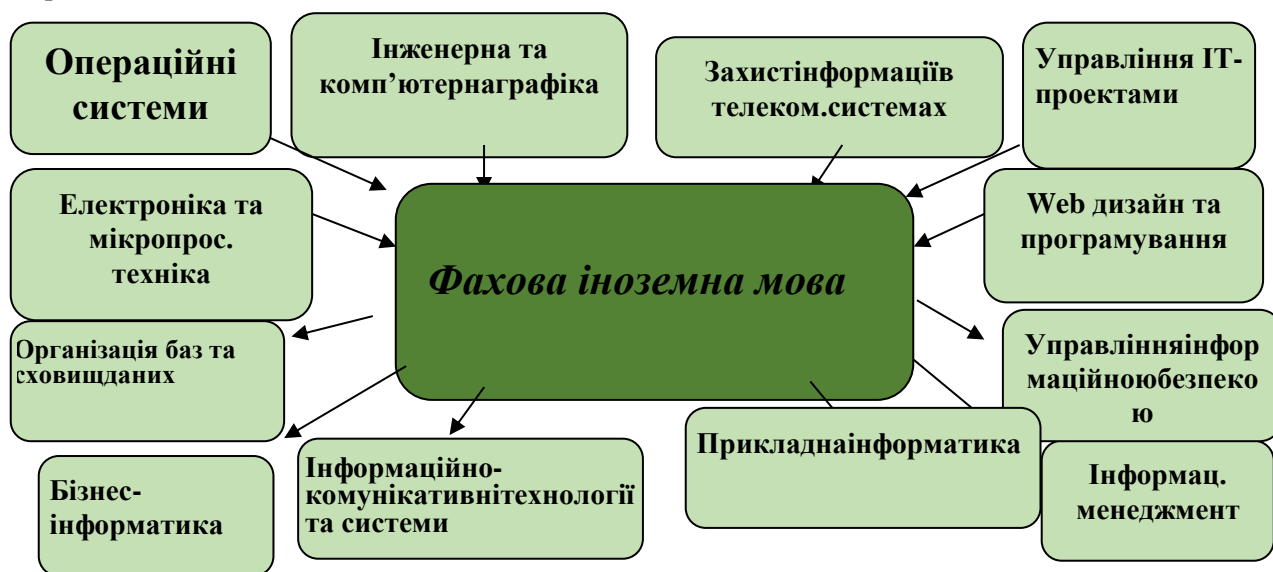 Операційні
системи
Інженерна та
комп’ютернаграфіка
Захистінформаціїв
телеком.системах
Управління ІТ-
проектами
Електроніка та
мікропрос.
техніка
Web дизайн та
програмування
Фахова іноземна мова
Організація баз та
сховищданих
Управлінняінфор
маційноюбезпеко
ю
Бізнес-
інформатика
Інформаційно-
комунікативнітехнології
та системи
Прикладнаінформатика
Інформац.
менеджмент